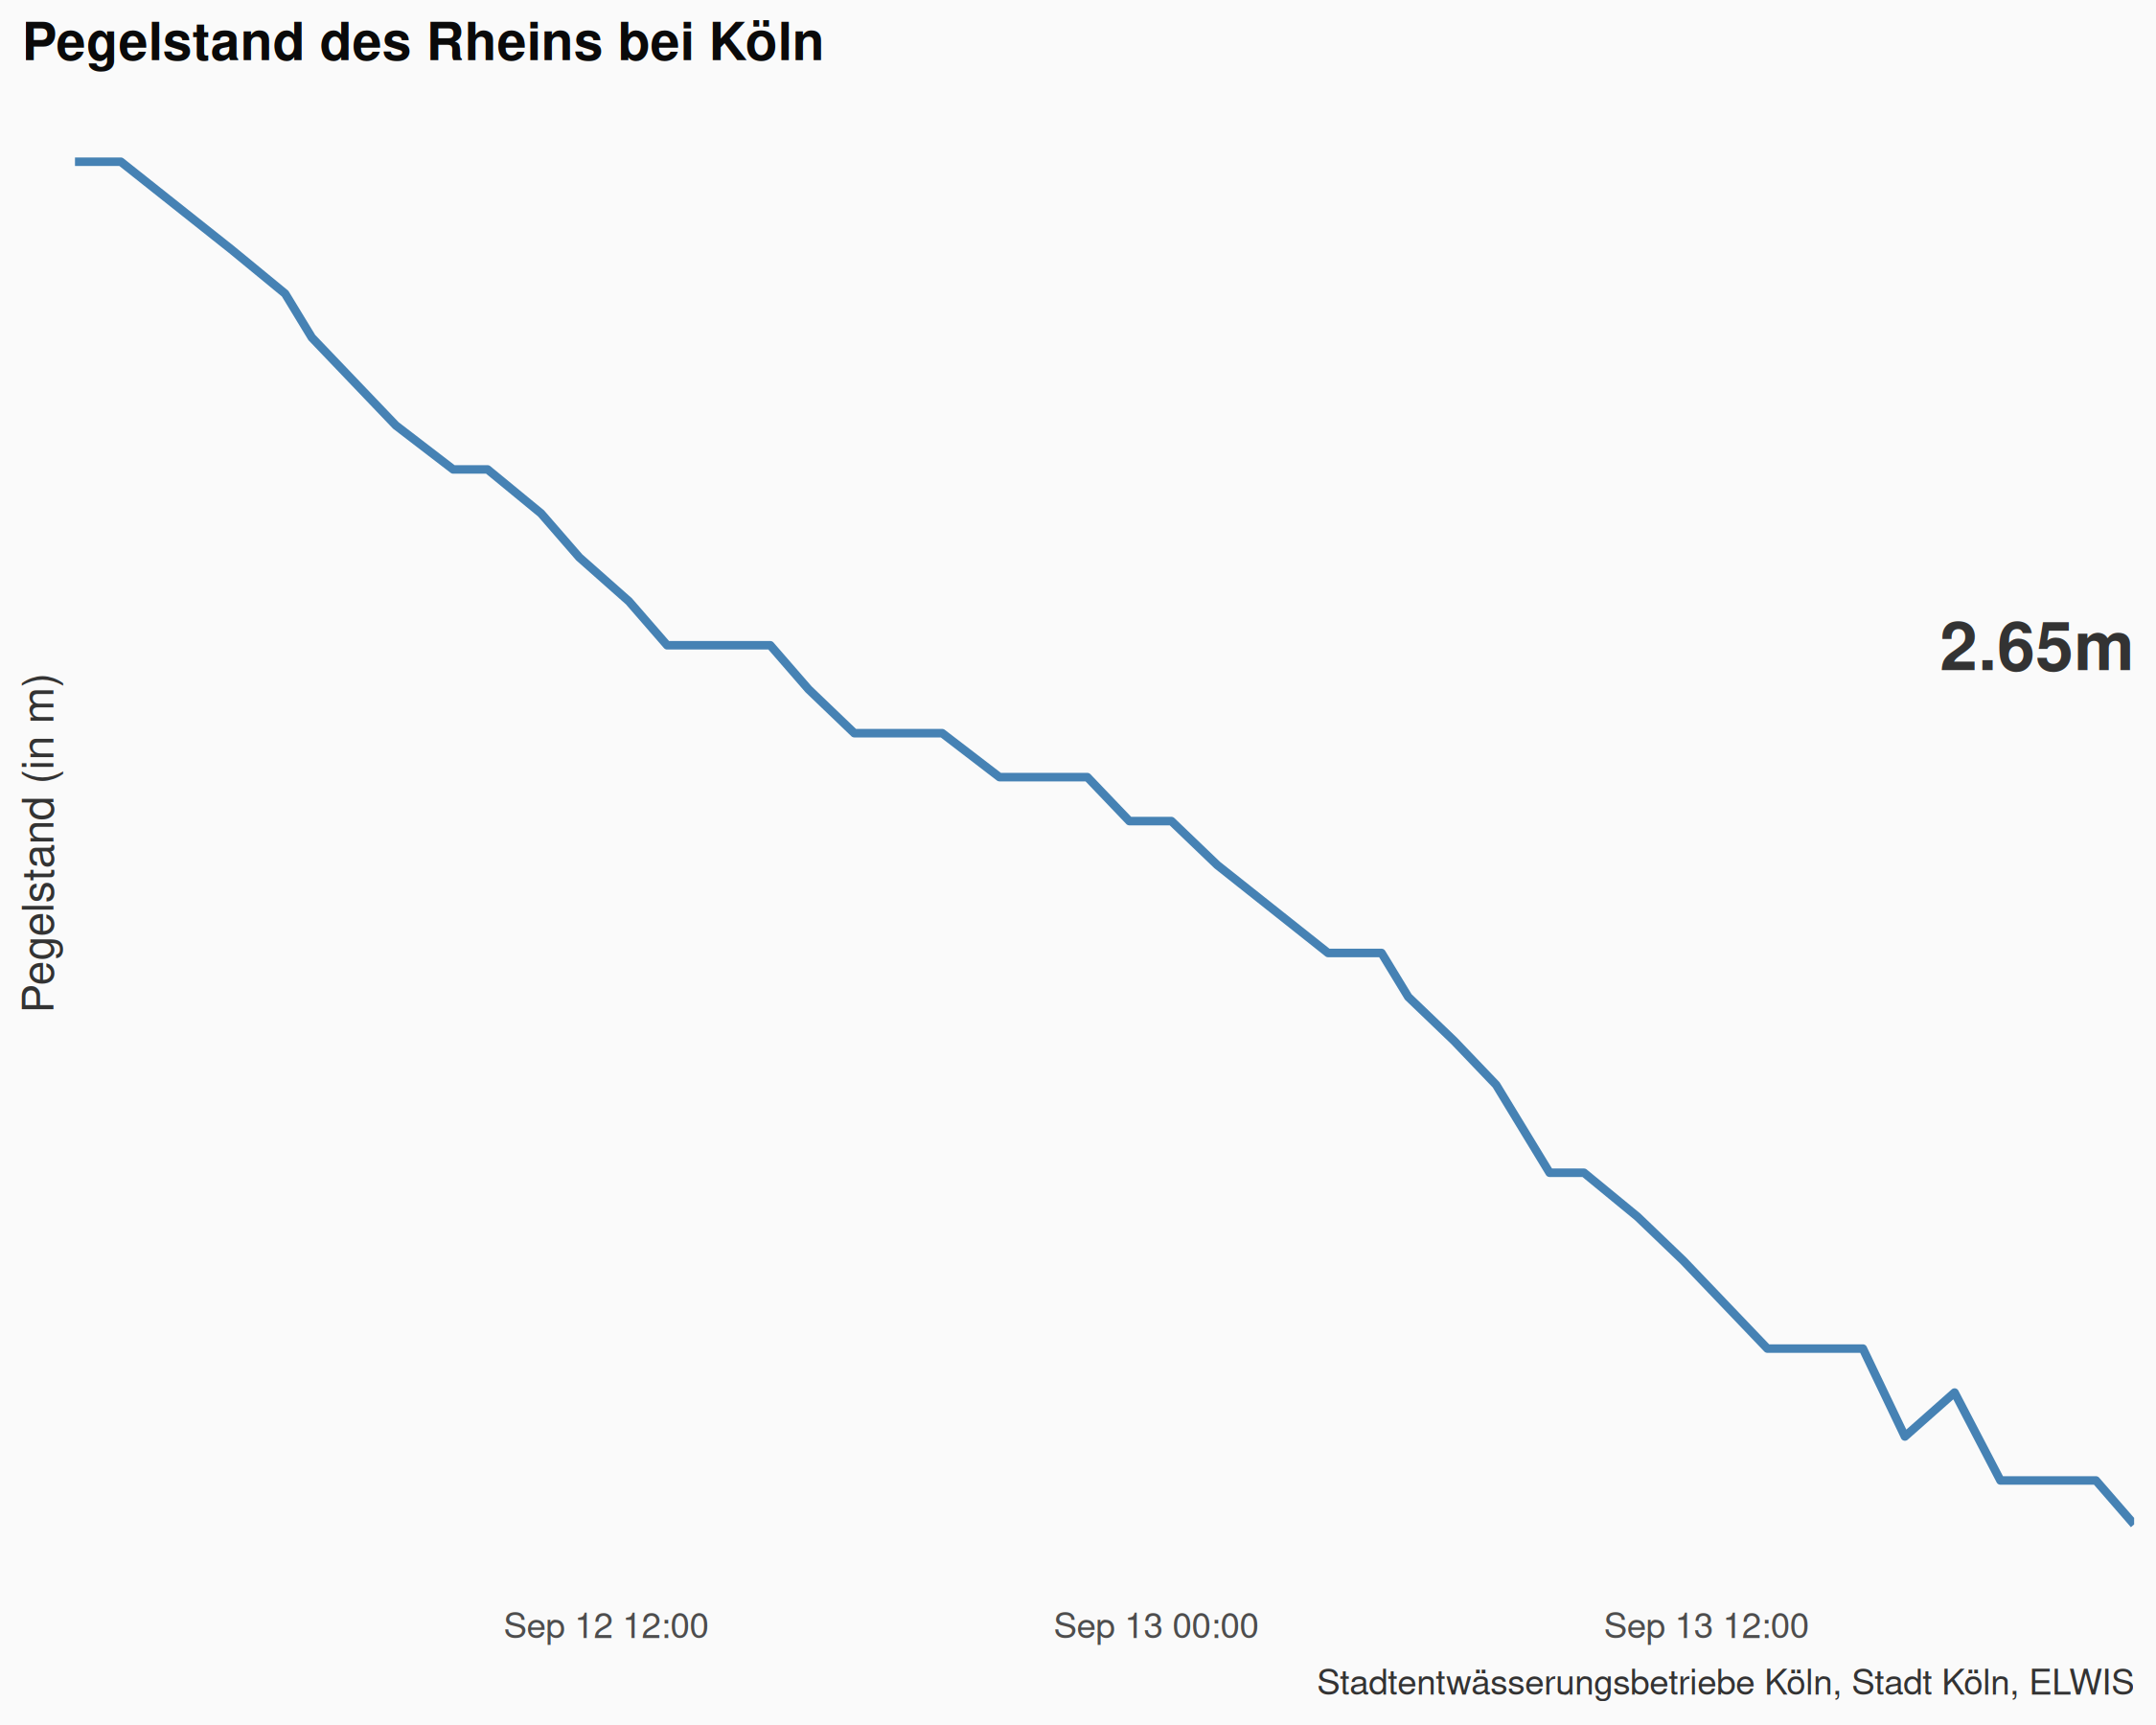 Pegelstand des Rheins bei Köln
2.65m
Pegelstand (in m)
Sep 12 12:00
Sep 13 00:00
Sep 13 12:00
Stadtentwässerungsbetriebe Köln, Stadt Köln, ELWIS